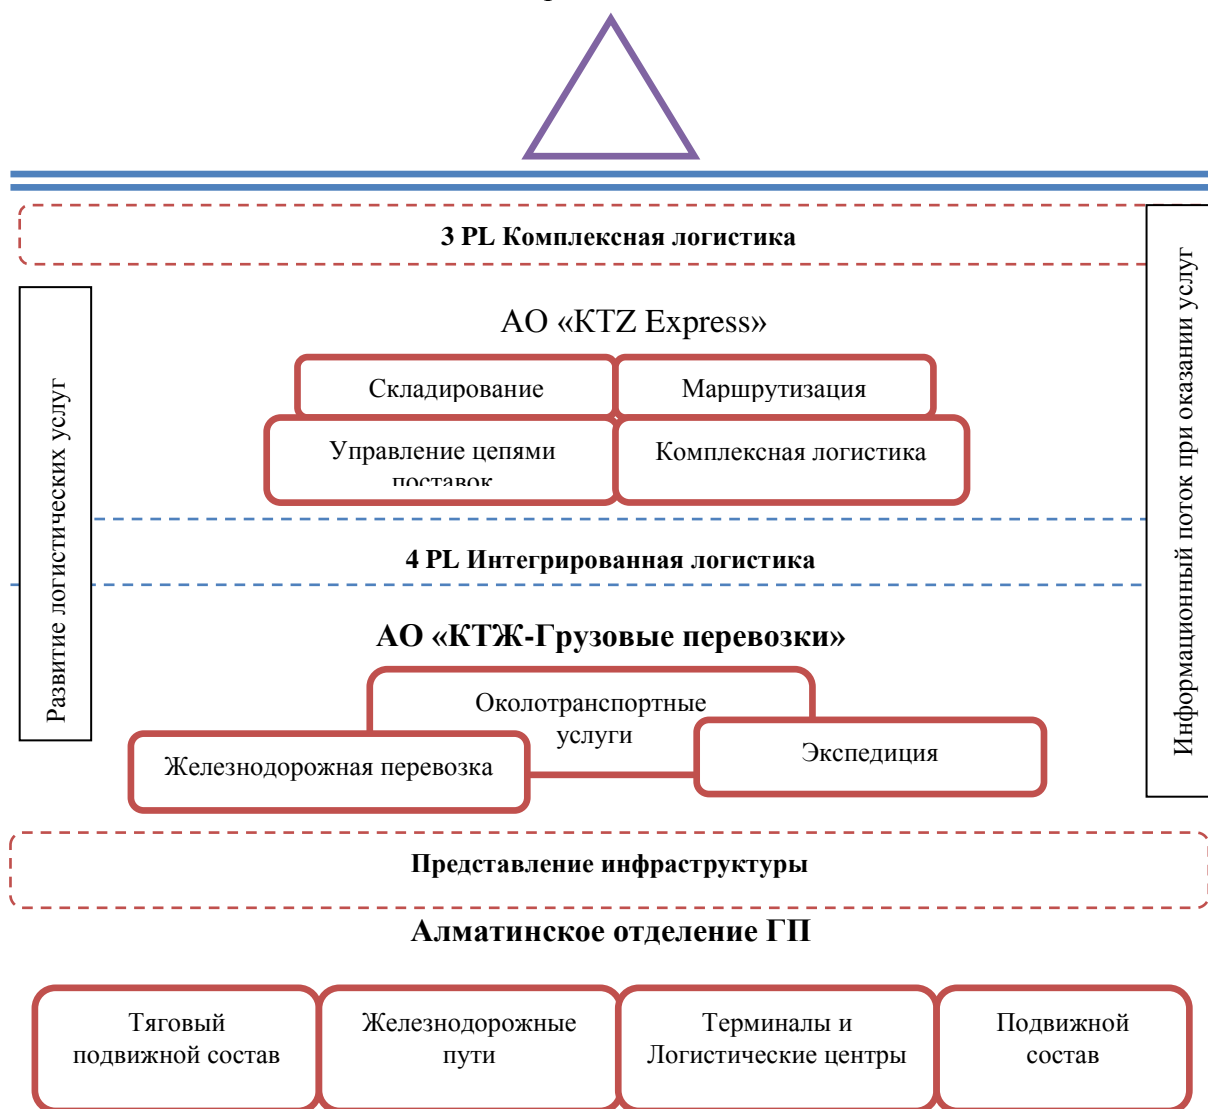 3 PL Комплексная логистика
АО «KTZ Express»
Складирование
Маршрутизация
Управление цепями
поставок
Комплексная логистика
4 PL Интегрированная логистика
АО «КТЖ-Грузовые перевозки»
Околотранспортные
услуги
Железнодорожная перевозка
Экспедиция
Развитие логистических услуг
Информационный поток при оказании услуг
Представление инфраструктуры
Алматинское отделение ГП
Тяговый
подвижной состав
Железнодорожные
пути
Терминалы и
Логистические центры
Подвижной
состав